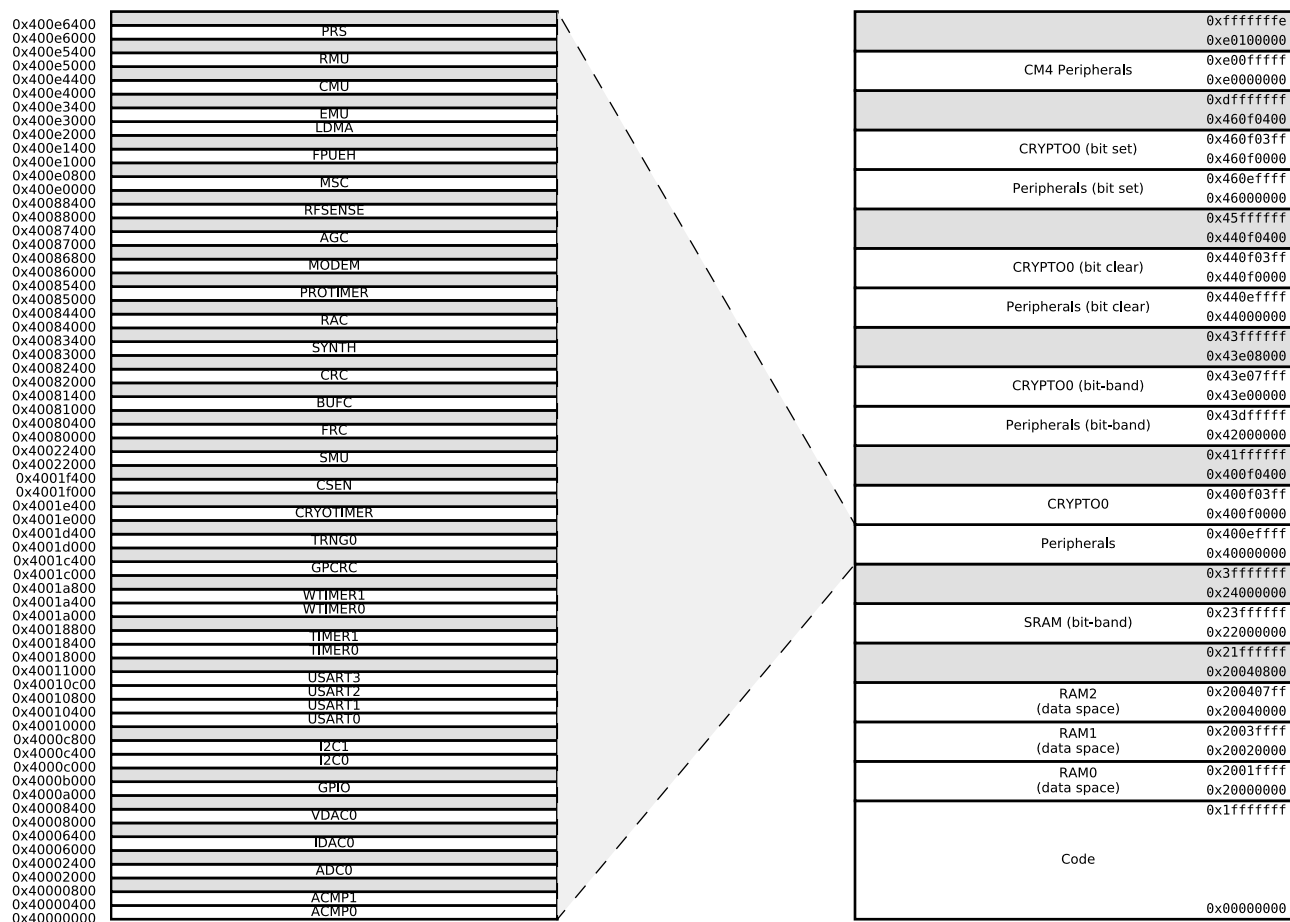 0x400e6400
PRS
0x400e6000
0x400e5400
RMU
0x400e5000
0x400e4400
CMU
0x400e4000
0x400e3400
EMU
0x400e3000
LDMA
0x400e2000
0x400e1400
FPUEH
0x400e1000
0x400e0800
MSC
0x400e0000
0x40088400
RFSENSE
0x40088000
0x40087400
AGC
0x40087000
0x40086800
MODEM
0x40086000
0x40085400
PROTIMER
0x40085000
0x40084400
RAC
0x40084000
0x40083400
SYNTH
0x40083000
0x40082400
CRC
0x40082000
0x40081400
BUFC
0x40081000
0x40080400
FRC
0x40080000
0x40022400
SMU
0x40022000
0x4001f400
CSEN
0x4001f000
0x4001e400
CRYOTIMER
0x4001e000
0x4001d400
TRNG0
0x4001d000
0x4001c400
GPCRC
0x4001c000
0x4001a800
WTIMER1
0x4001a400
WTIMER0
0x4001a000
0x40018800
TIMER1
0x40018400
TIMER0
0x40018000
0x40011000
USART3
0x40010c00
USART2
0x40010800
USART1
0x40010400
USART0
0x40010000
0x4000c800
I2C1
0x4000c400
I2C0
0x4000c000
0x4000b000
GPIO
0x4000a000
0x40008400
VDAC0
0x40008000
0x40006400
IDAC0
0x40006000
0x40002400
ADC0
0x40002000
0x40000800
ACMP1
0x40000400
ACMP0
0x40000000
0xfffffffe
0xe0100000
0xe00fffff
CM4 Peripherals
0xe0000000
0xdfffffff
0x460f0400
0x460f03ff
CRYPTO0 (bit set)
0x460f0000
0x460effff
Peripherals (bit set)
0x46000000
0x45ffffff
0x440f0400
0x440f03ff
CRYPTO0 (bit clear)
0x440f0000
0x440effff
Peripherals (bit clear)
0x44000000
0x43ffffff
0x43e08000
0x43e07fff
CRYPTO0 (bit-band)
0x43e00000
0x43dfffff
Peripherals (bit-band)
0x42000000
0x41ffffff
0x400f0400
0x400f03ff
CRYPTO0
0x400f0000
0x400effff
Peripherals
0x40000000
0x3fffffff
0x24000000
0x23ffffff
SRAM (bit-band)
0x22000000
0x21ffffff
0x20040800
0x200407ff
RAM2
(data space)
0x20040000
0x2003ffff
RAM1
(data space)
0x20020000
0x2001ffff
RAM0
(data space)
0x20000000
0x1fffffff
Code
0x00000000